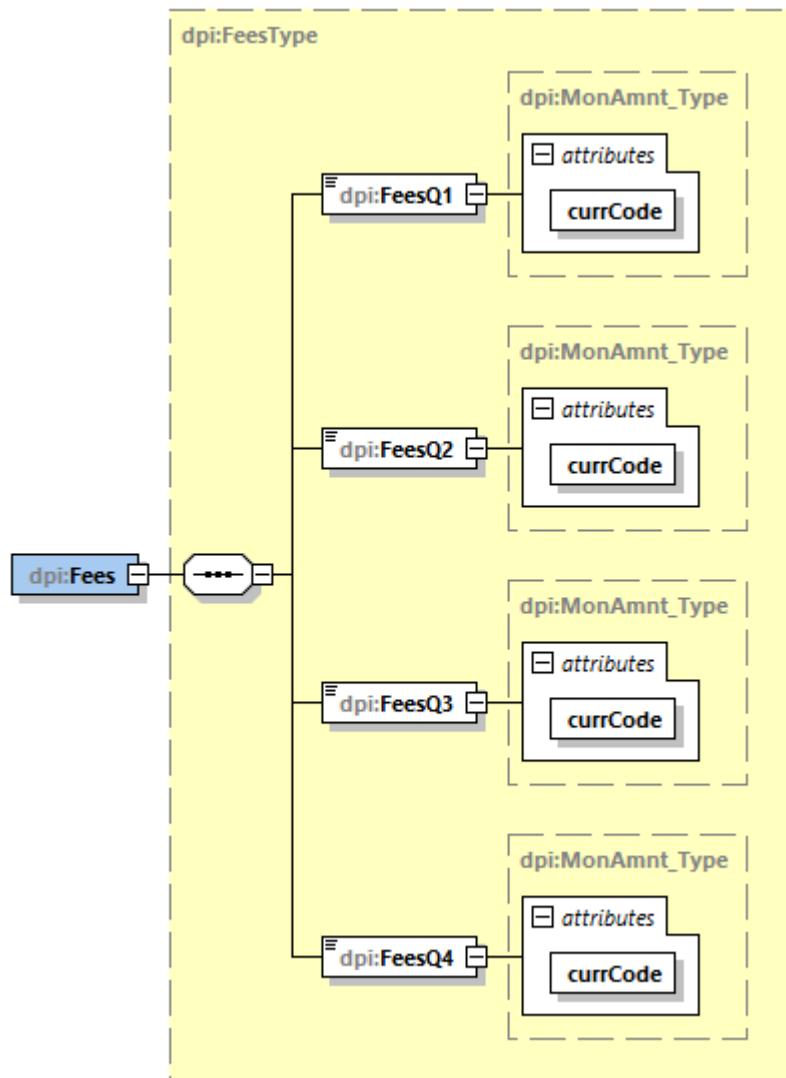 dpi:FeesType
dpi:MonAmnt_Type
attributes
dpi:FeesQ1
currCode
dpi:MonAmnt_Type
attributes
dpi:FeesQ2
currCode
dpi:Fees
dpi:MonAmnt_Type
attributes
dpi:FeesQ3
currCode
dpi:MonAmnt_Type
attributes
dpi:FeesQ4
currCode